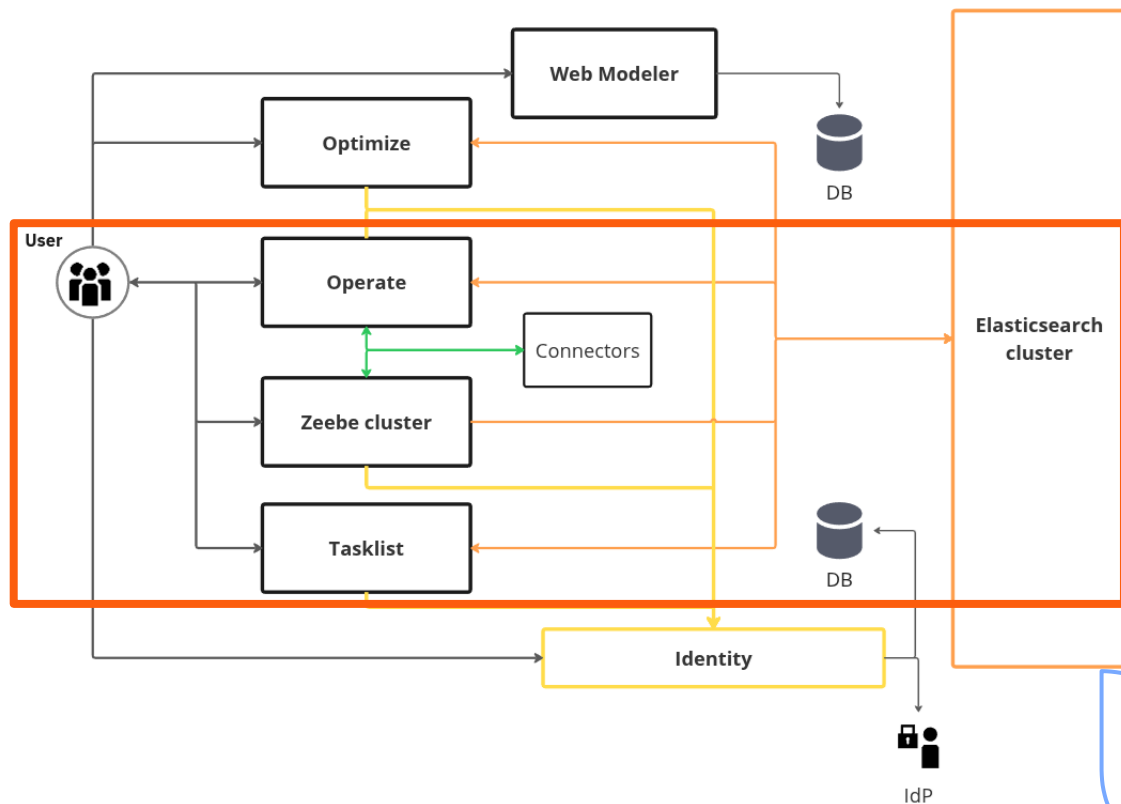 Web Modeler
Optimize
DB
User
Operate
Elasticsearch
cluster
Connectors
Zeebe cluster
Tasklist
DB
Identity
IdP